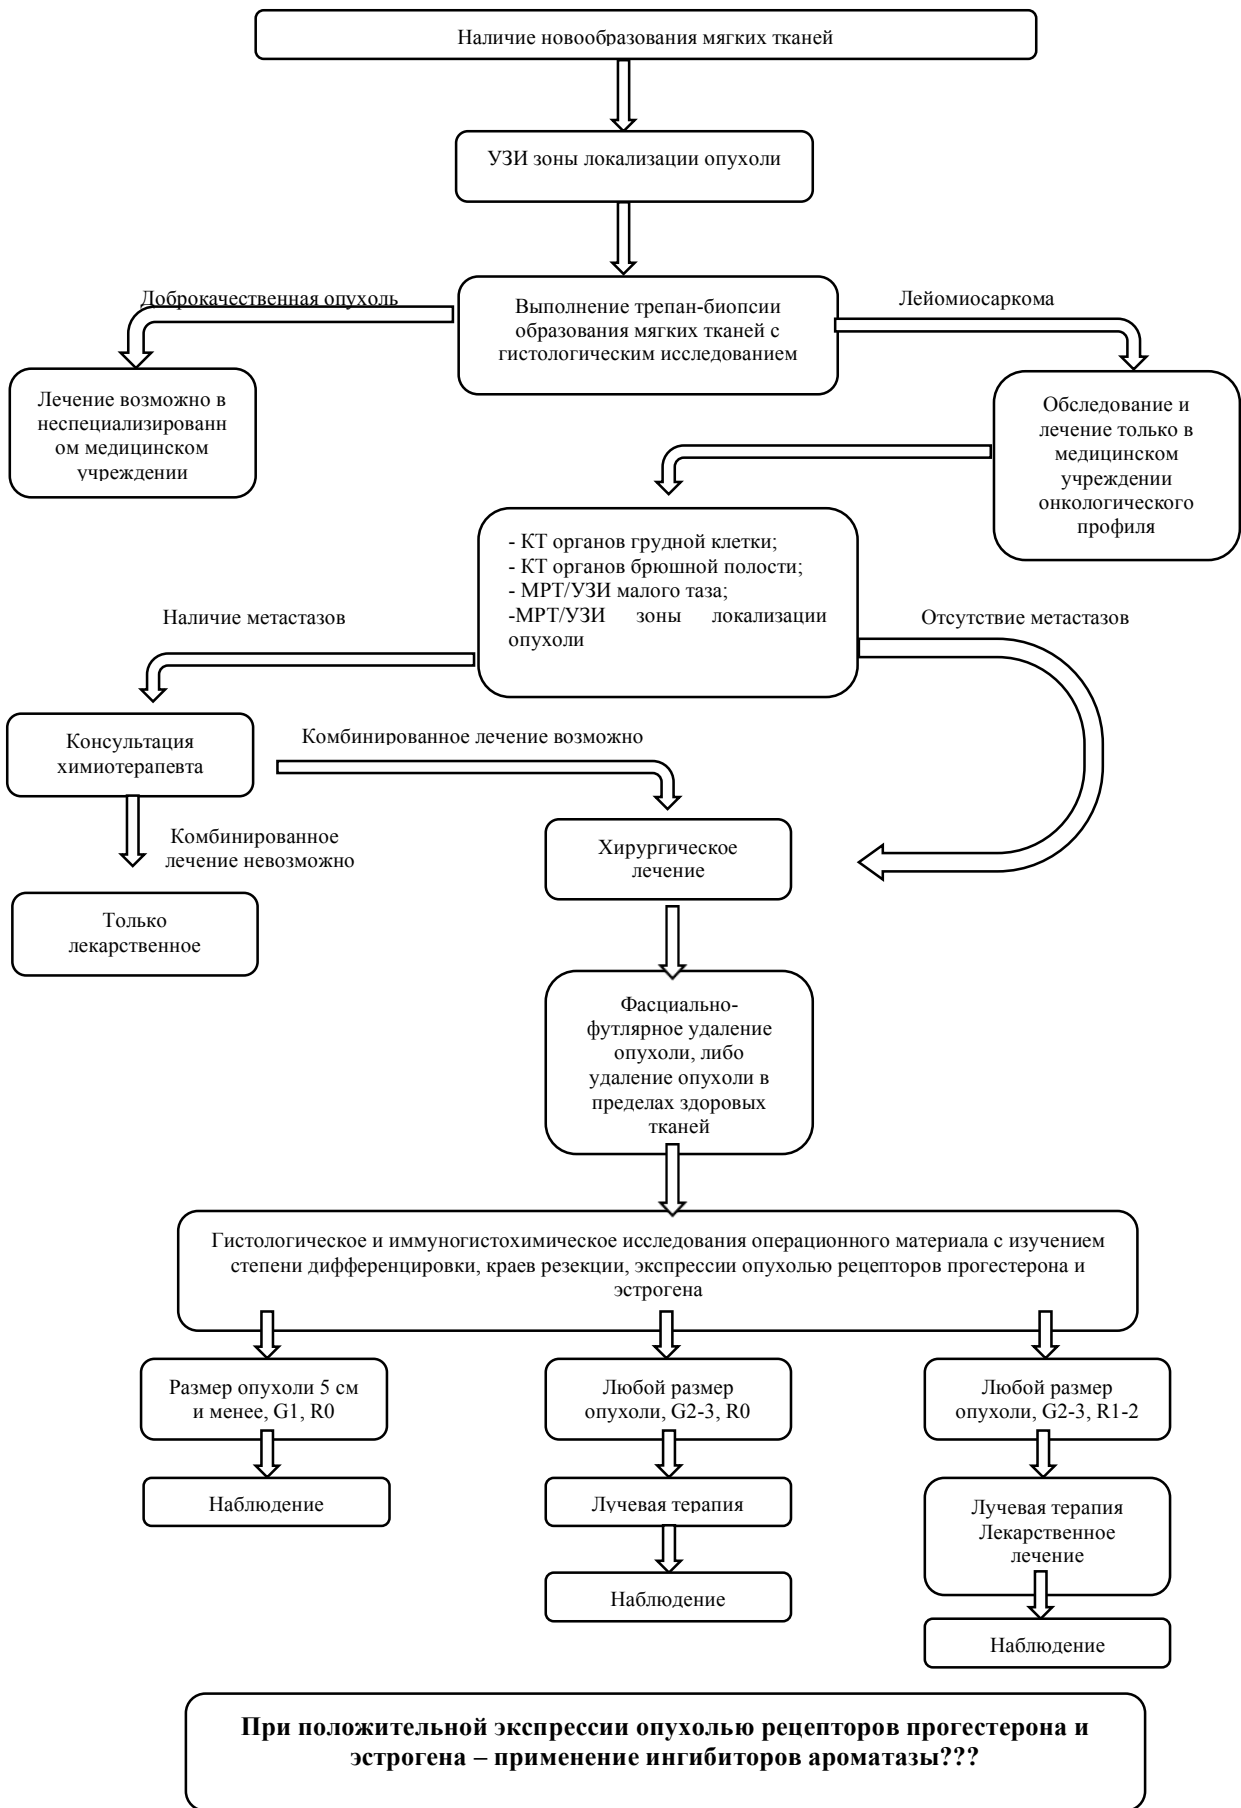 Наличие новообразования мягких тканей
УЗИ зоны локализации опухоли
Доброкачественная опухоль
Выполнение трепан-биопсии
образования мягких тканей с
гистологическим исследованием
Лейомиосаркома
Лечение возможно в
неспециализированн
ом медицинском
учреждении
Обследование и
лечение только в
медицинском
учреждении
онкологического
профиля
- КТ органов грудной клетки;
- КТ органов брюшной полости;
- МРТ/УЗИ малого таза;
-МРТ/УЗИ зоны локализации
опухоли
Наличие метастазов
Отсутствие метастазов
Консультация
химиотерапевта
Комбинированное лечение возможно
Комбинированное
лечение невозможно
Хирургическое
лечение
Только
лекарственное
Фасциально-
футлярное удаление
опухоли, либо
удаление опухоли в
пределах здоровых
тканей
Гистологическое и иммуногистохимическое исследования операционного материала с изучением
степени дифференцировки, краев резекции, экспрессии опухолью рецепторов прогестерона и
эстрогена
Размер опухоли 5 см
и менее, G1, R0
Любой размер
опухоли, G2-3, R0
Любой размер
опухоли, G2-3, R1-2
Наблюдение
Лучевая терапия
Лучевая терапия
Лекарственное
лечение
Наблюдение
Наблюдение
При положительной экспрессии опухолью рецепторов прогестерона и
эстрогена – применение ингибиторов ароматазы???